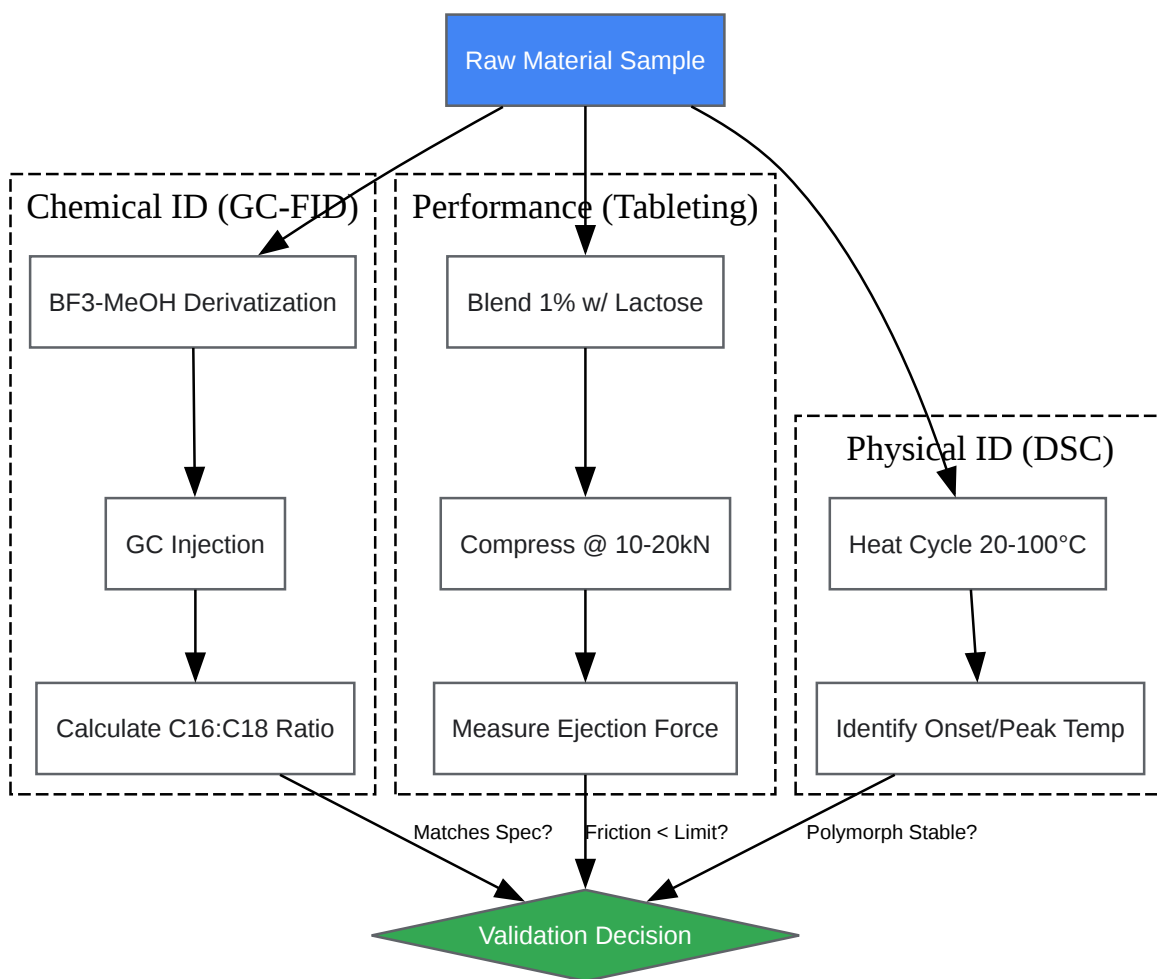 Raw Material Sample
Chemical ID (GC-FID)
BF3-MeOH Derivatization
GC Injection
Calculate C16:C18 Ratio
Performance (Tableting)
Blend 1% w/ Lactose
Compress @ 10-20kN
Measure Ejection Force
Physical ID (DSC)
Heat Cycle 20-100°C
Identify Onset/Peak Temp
Matches Spec?
Friction < Limit?
Polymorph Stable?
Validation Decision